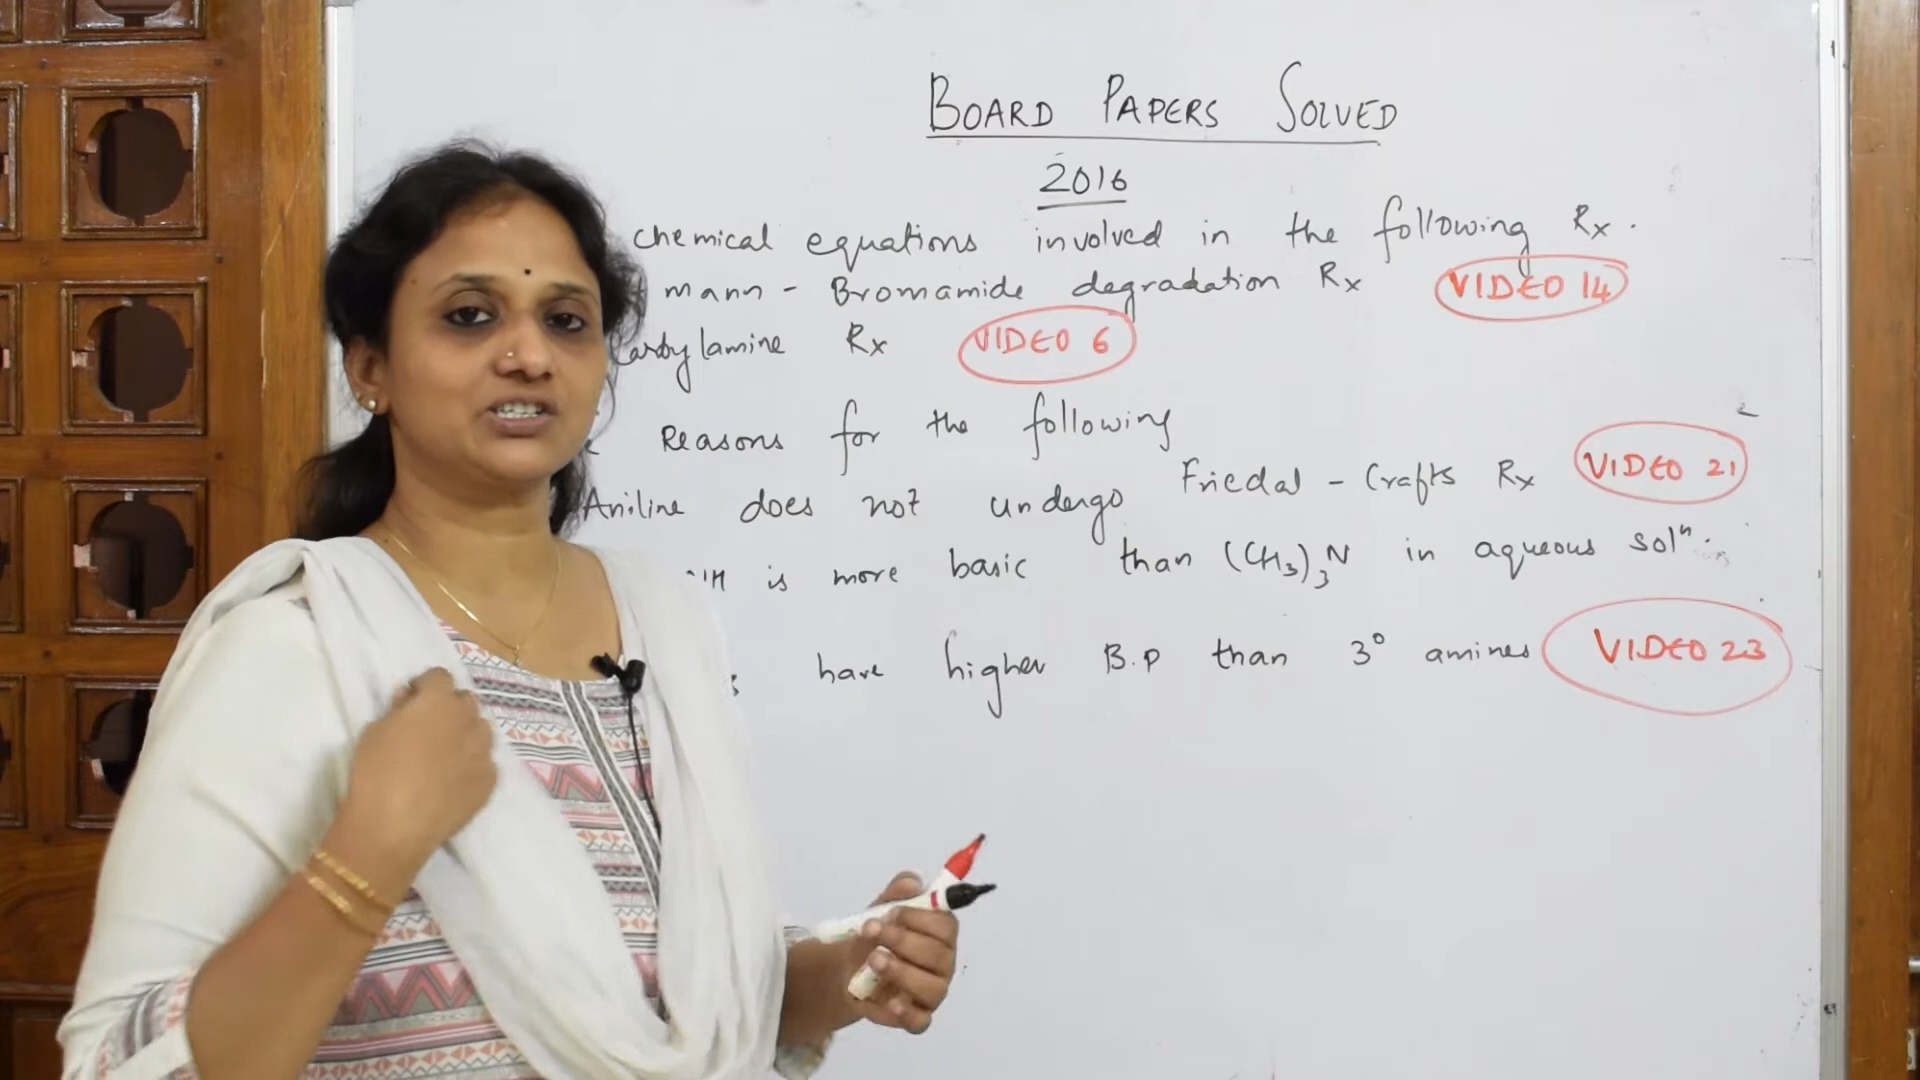 BOARD PAPERS SOLVED
2016
chemical equations involved in the following Rx.
mann - Bromamide degradation Rx VIDEO 14
Carbylamine Rx VIDEO 6
Reasons for the following
Aniline does not undergo Friedal - Crafts Rx VIDEO 21
is more basic than (CH₃)₃N in aqueous solⁿ.
have higher B.P than 3° amines VIDEO 23